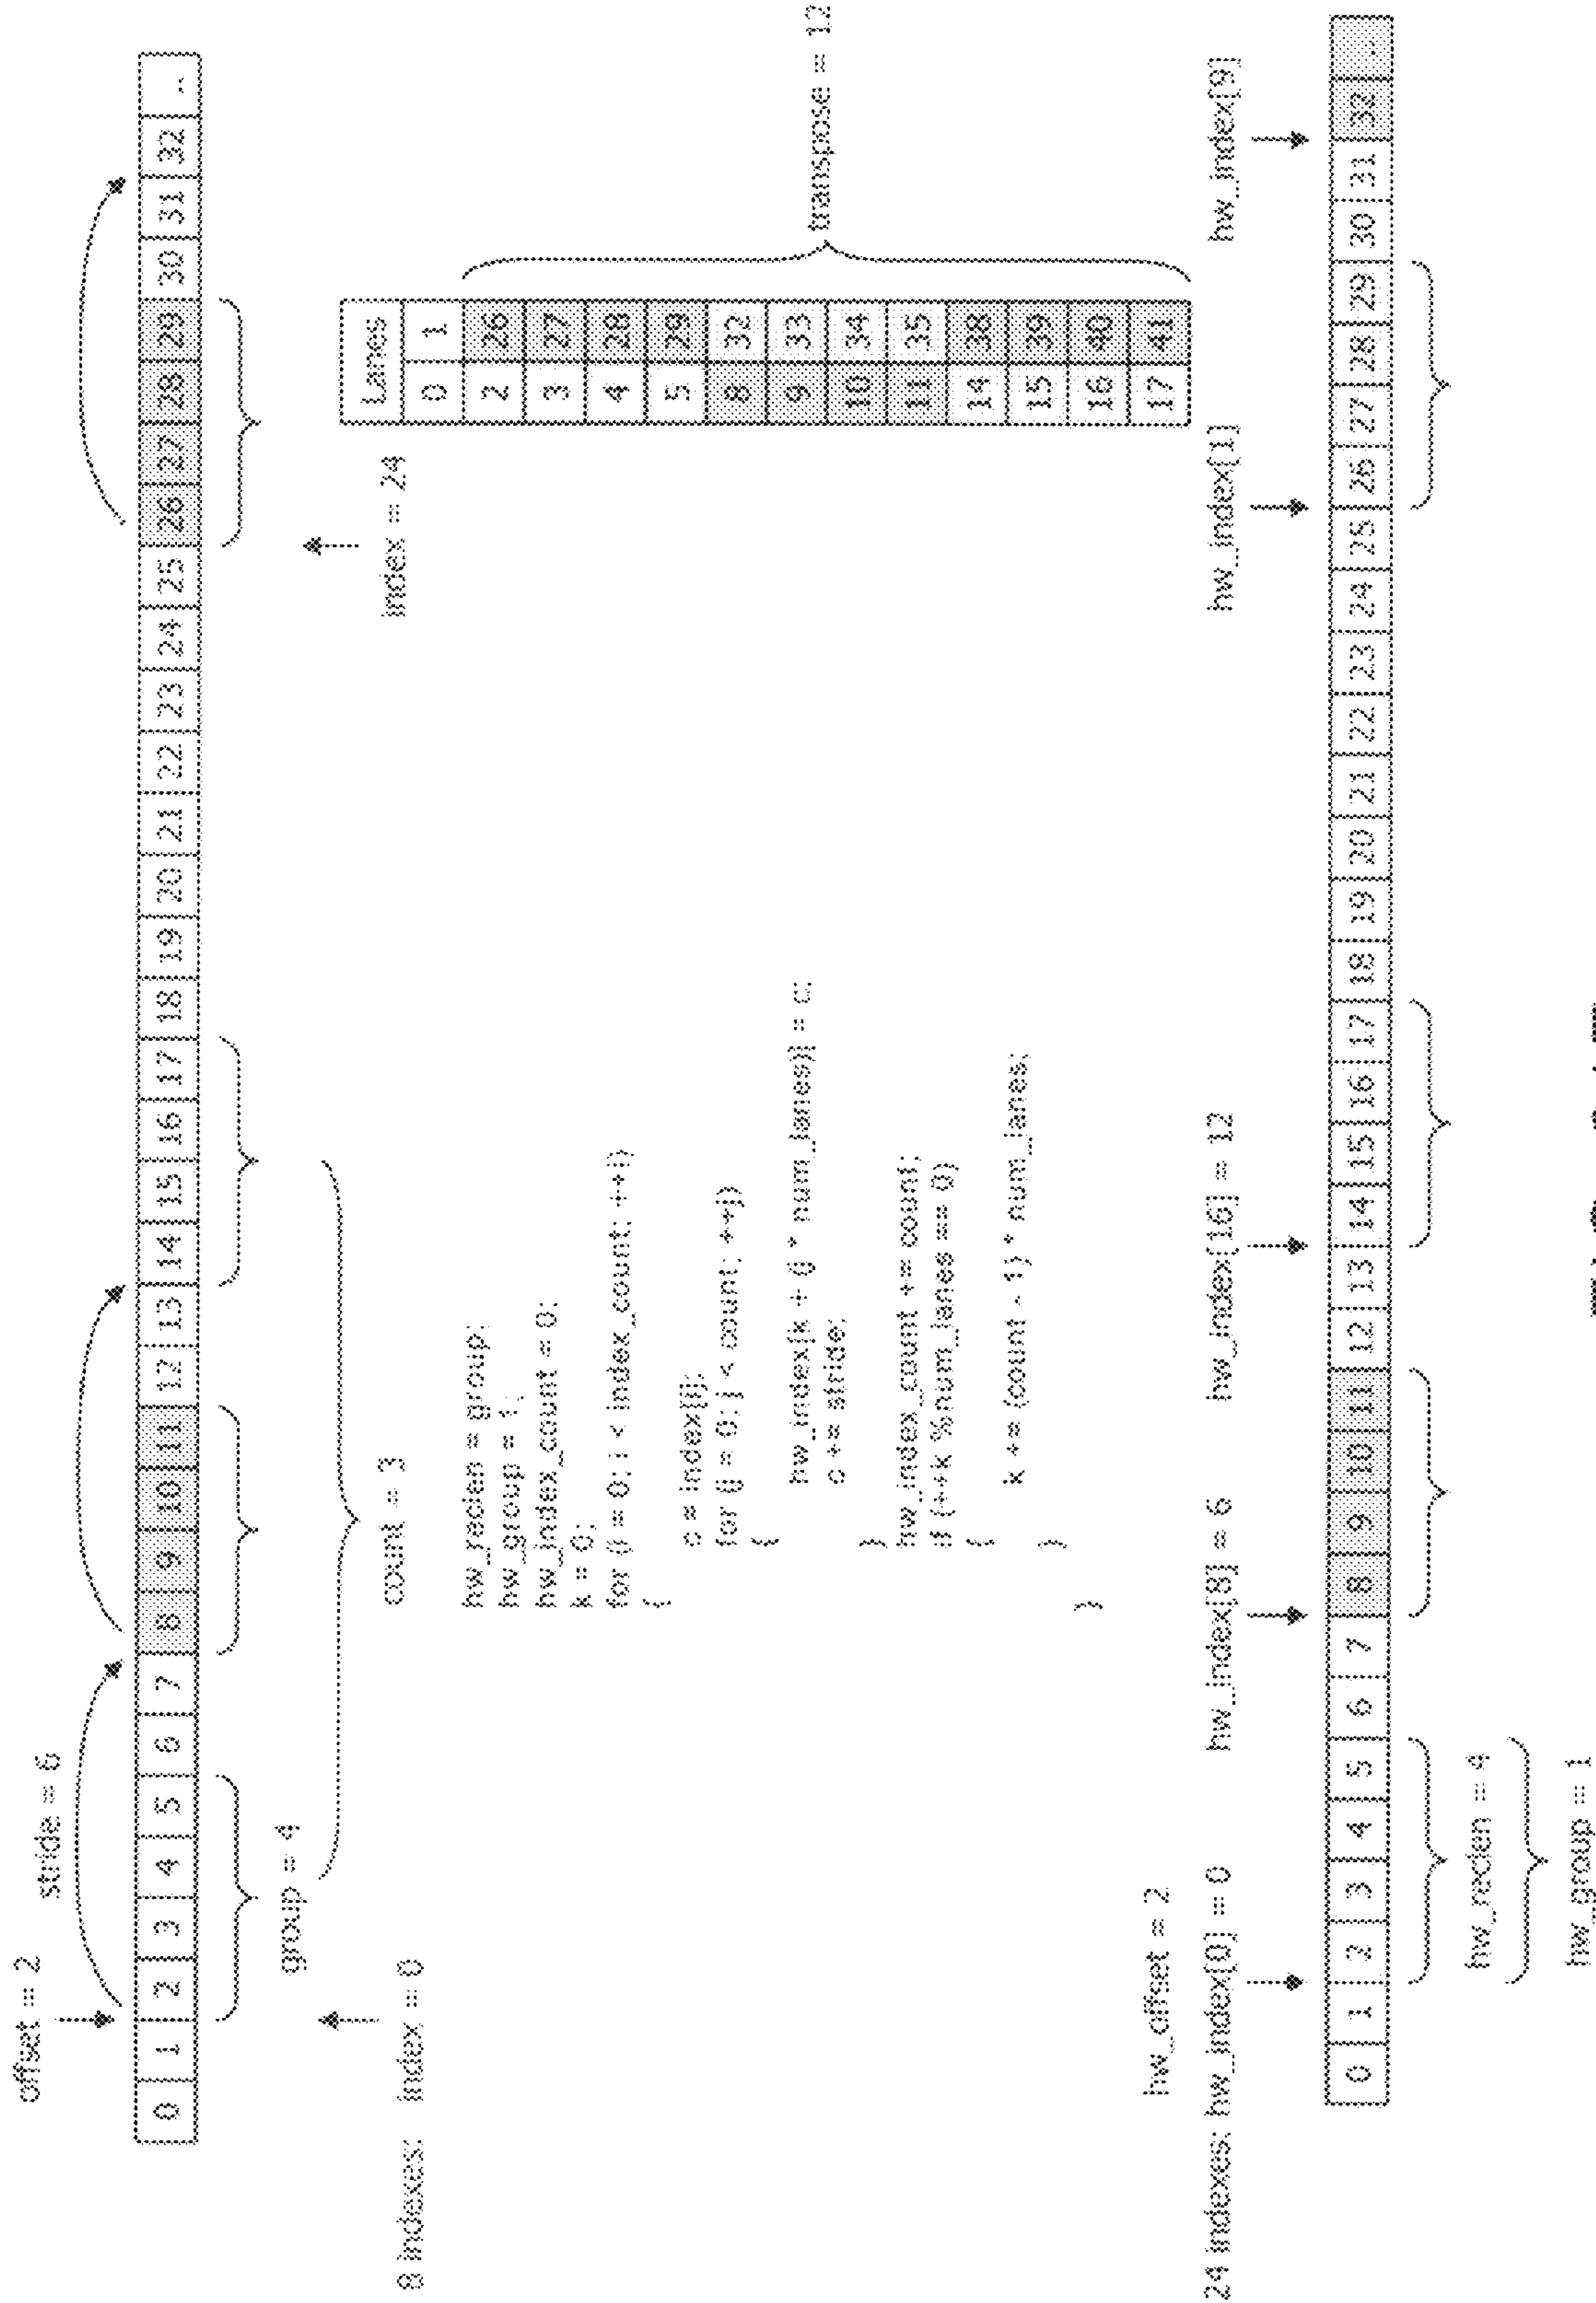 offset = 2
stride = 6
0 1 2 3 4 5 6 7 8 9 10 11 12 13 14 15 16 17 18 19 20 21 22 23 24 25 26 27 28 29 30 31 32 ..
group = 4
8 indexes: index = 0
count = 3
index = 24
Lanes
0 1
2 26
3 27
4 28
5 29
8 32
9 33
10 34
11 35
14 38
15 39
16 40
17 41
transpose = 12
hw_reclen = group;
hw_group = 1;
hw_index_count = 0;
k = 0;
for (i = 0; i < index_count; ++i)
{
c = index[i];
for (j = 0; j < count; ++j)
{
hw_index[k + (j * num_lanes)] = c;
c += stride;
}
hw_index_count += count;
if (++k %num_lanes == 0)
{
k += (count - 1) * num_lanes;
}
}
hw_offset = 2
24 indexes: hw_index[0] = 0
hw_index[8] = 6
hw_index[16] = 12
hw_index[1]
hw_index[9]
0 1 2 3 4 5 6 7 8 9 10 11 12 13 14 15 16 17 18 19 20 21 22 23 24 25 26 27 28 29 30 31 32 ..
hw_reclen = 4
hw_group = 1